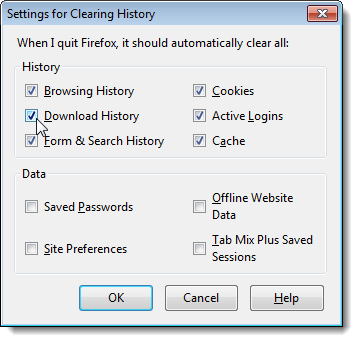 Settings for Clearing History
When I quit Firefox, it should automatically clear all:
History
Browsing History
Cookies
Download History
Active Logins
Form & Search History
Cache
Data
Saved Passwords
Offline Website
Data
Site Preferences
Tab Mix Plus Saved
Sessions
OK
Cancel
Help